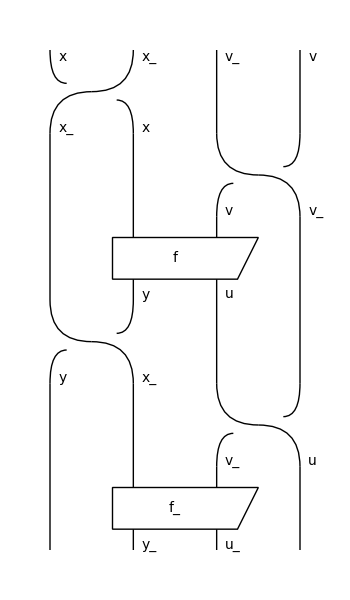 x x_ v_ v
x_ x
v v_
f
y u
y x_
v_ u
f_
y_ u_